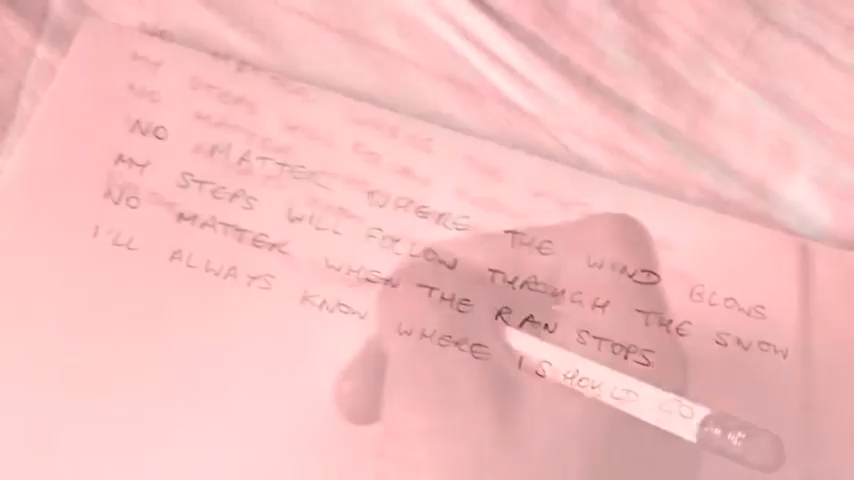 NO MATTER WHERE THE WIND BLOWS
MY STEPS WILL FOLLOW THROUGH THE SNOW
NO MATTER WHEN THE RAN STOPS
I'LL ALWAYS KNOW WHERE I SHOULD GO